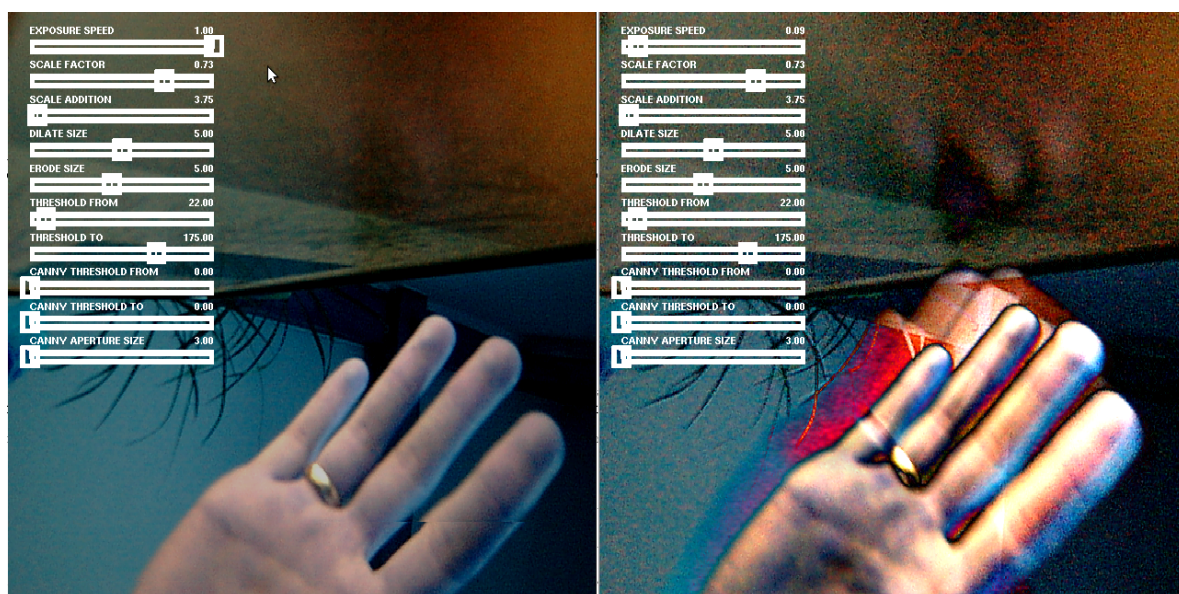 EXPOSURE SPEED 1.00
SCALE FACTOR 0.73
SCALE ADDITION 3.75
DILATE SIZE 5.00
ERODE SIZE 5.00
THRESHOLD FROM 22.00
THRESHOLD TO 175.00
CANNY THRESHOLD FROM 0.00
CANNY THRESHOLD TO 0.00
CANNY APERTURE SIZE 3.00
EXPOSURE SPEED 0.09
SCALE FACTOR 0.73
SCALE ADDITION 3.75
DILATE SIZE 5.00
ERODE SIZE 5.00
THRESHOLD FROM 22.00
THRESHOLD TO 175.00
CANNY THRESHOLD FROM 0.00
CANNY THRESHOLD TO 0.00
CANNY APERTURE SIZE 3.00